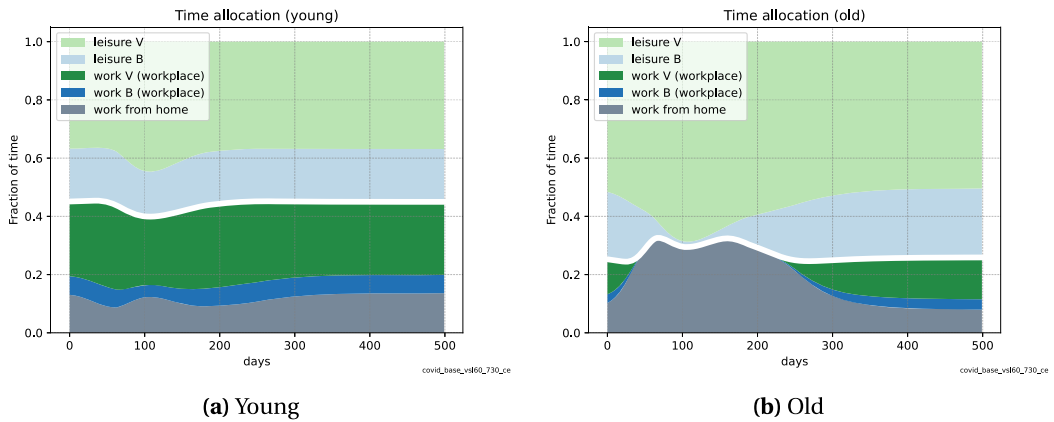 Time allocation (young)
1.0
0.8
0.6
0.4
0.2
0.0
Fraction of time
leisure V
leisure B
work V (workplace)
work B (workplace)
work from home
0 100 200 300 400 500
days
covid_base_vsl60_730_ce
(a) Young
Time allocation (old)
1.0
0.8
0.6
0.4
0.2
0.0
Fraction of time
leisure V
leisure B
work V (workplace)
work B (workplace)
work from home
0 100 200 300 400 500
days
covid_base_vsl60_730_ce
(b) Old